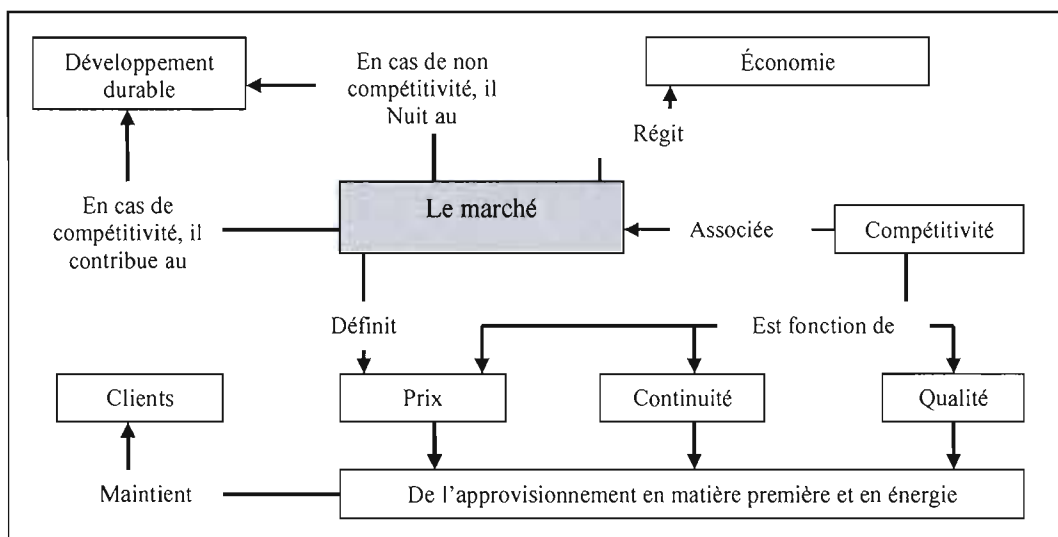 Développement
durable
En cas de non
compétitivité, il
Nuit au
Économie
Régit
En cas de
compétitivité, il
contribue au
Le marché
Associée
Compétitivité
Définit
Est fonction de
Clients
Prix
Continuité
Qualité
Maintient
De l'approvisionnement en matière première et en énergie